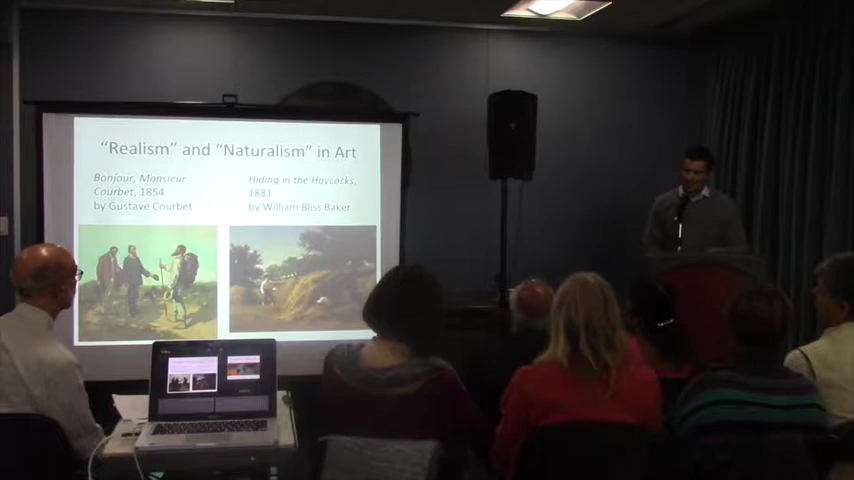 “Realism” and “Naturalism” in Art
Bonjour, Monsieur
Courbet, 1854
by Gustave Courbet
Hiding in the Haycocks,
1881
by William Bliss Baker